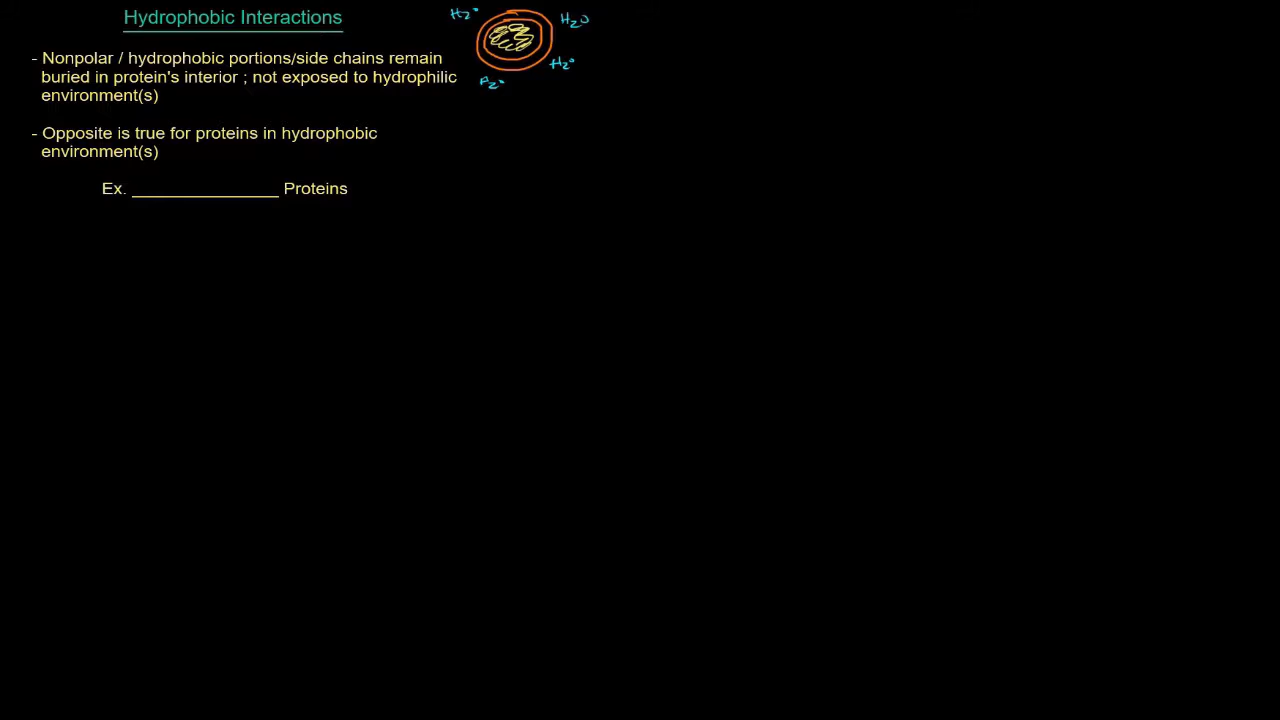 Hydrophobic Interactions
- Nonpolar / hydrophobic portions/side chains remain
buried in protein's interior ; not exposed to hydrophilic
environment(s)
- Opposite is true for proteins in hydrophobic
environment(s)
Ex. _______________ Proteins
H2O
H2O
H2O
H2O